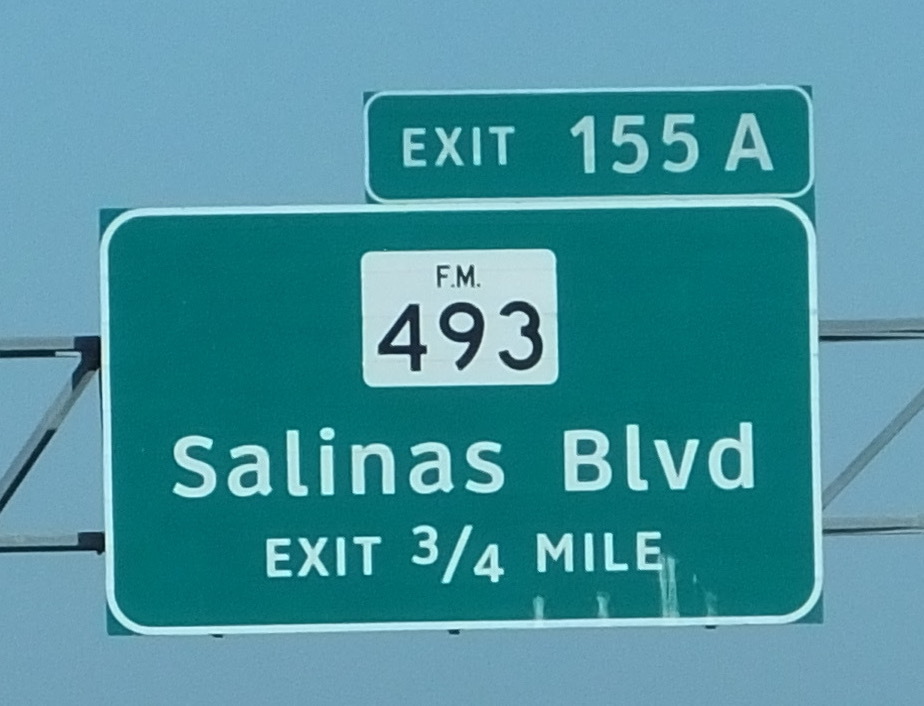 EXIT 155 A
F.M.
493
Salinas Blvd
EXIT 3/4 MILE